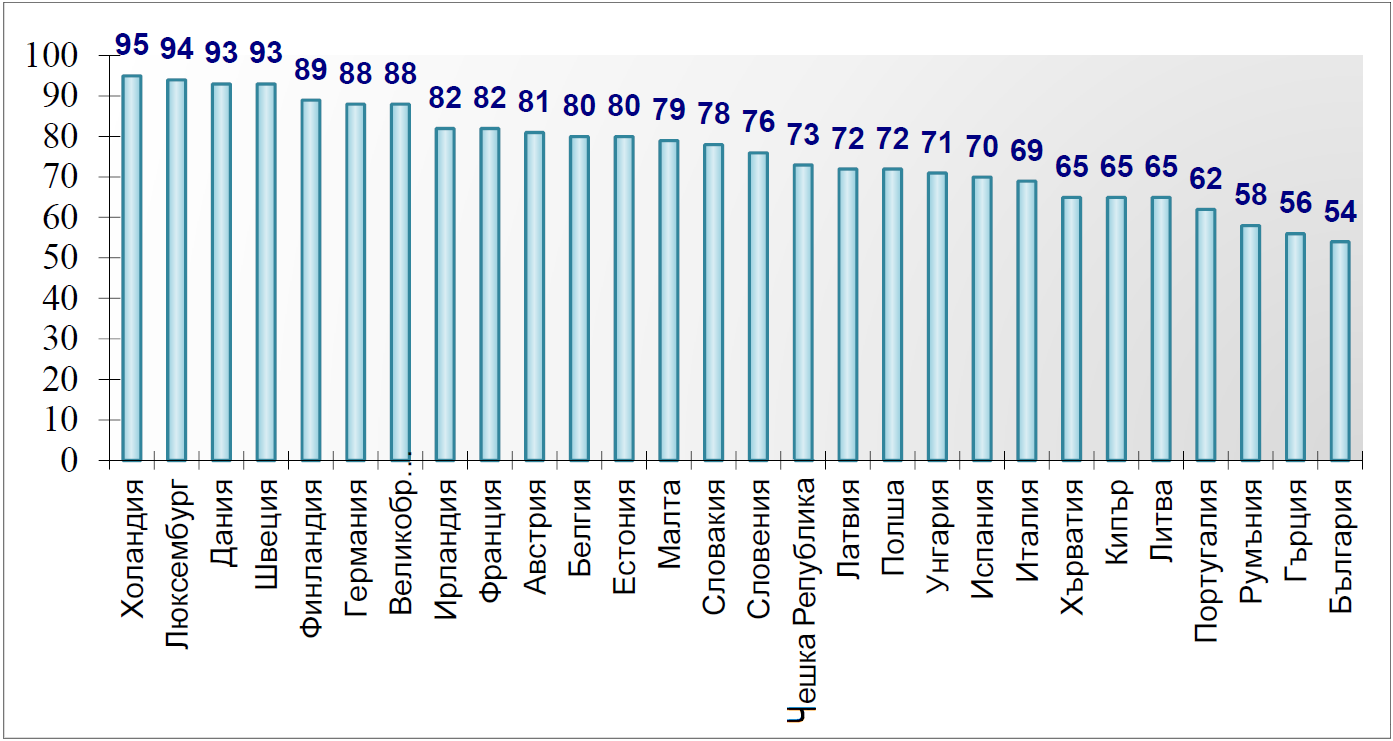 95 94 93 93 89 88 88 82 82 81 80 80 79 78 76 73 72 72 71 70 69 65 65 65 62 58 56 54
100
90
80
70
60
50
40
30
20
10
0
Холандия
Люксембург
Дания
Швеция
Финландия
Германия
Великобр…
Ирландия
Франция
Австрия
Белгия
Естония
Малта
Словакия
Словения
Чешка Република
Латвия
Полша
Унгария
Испания
Италия
Хърватия
Кипър
Литва
Португалия
Румъния
Гърция
България